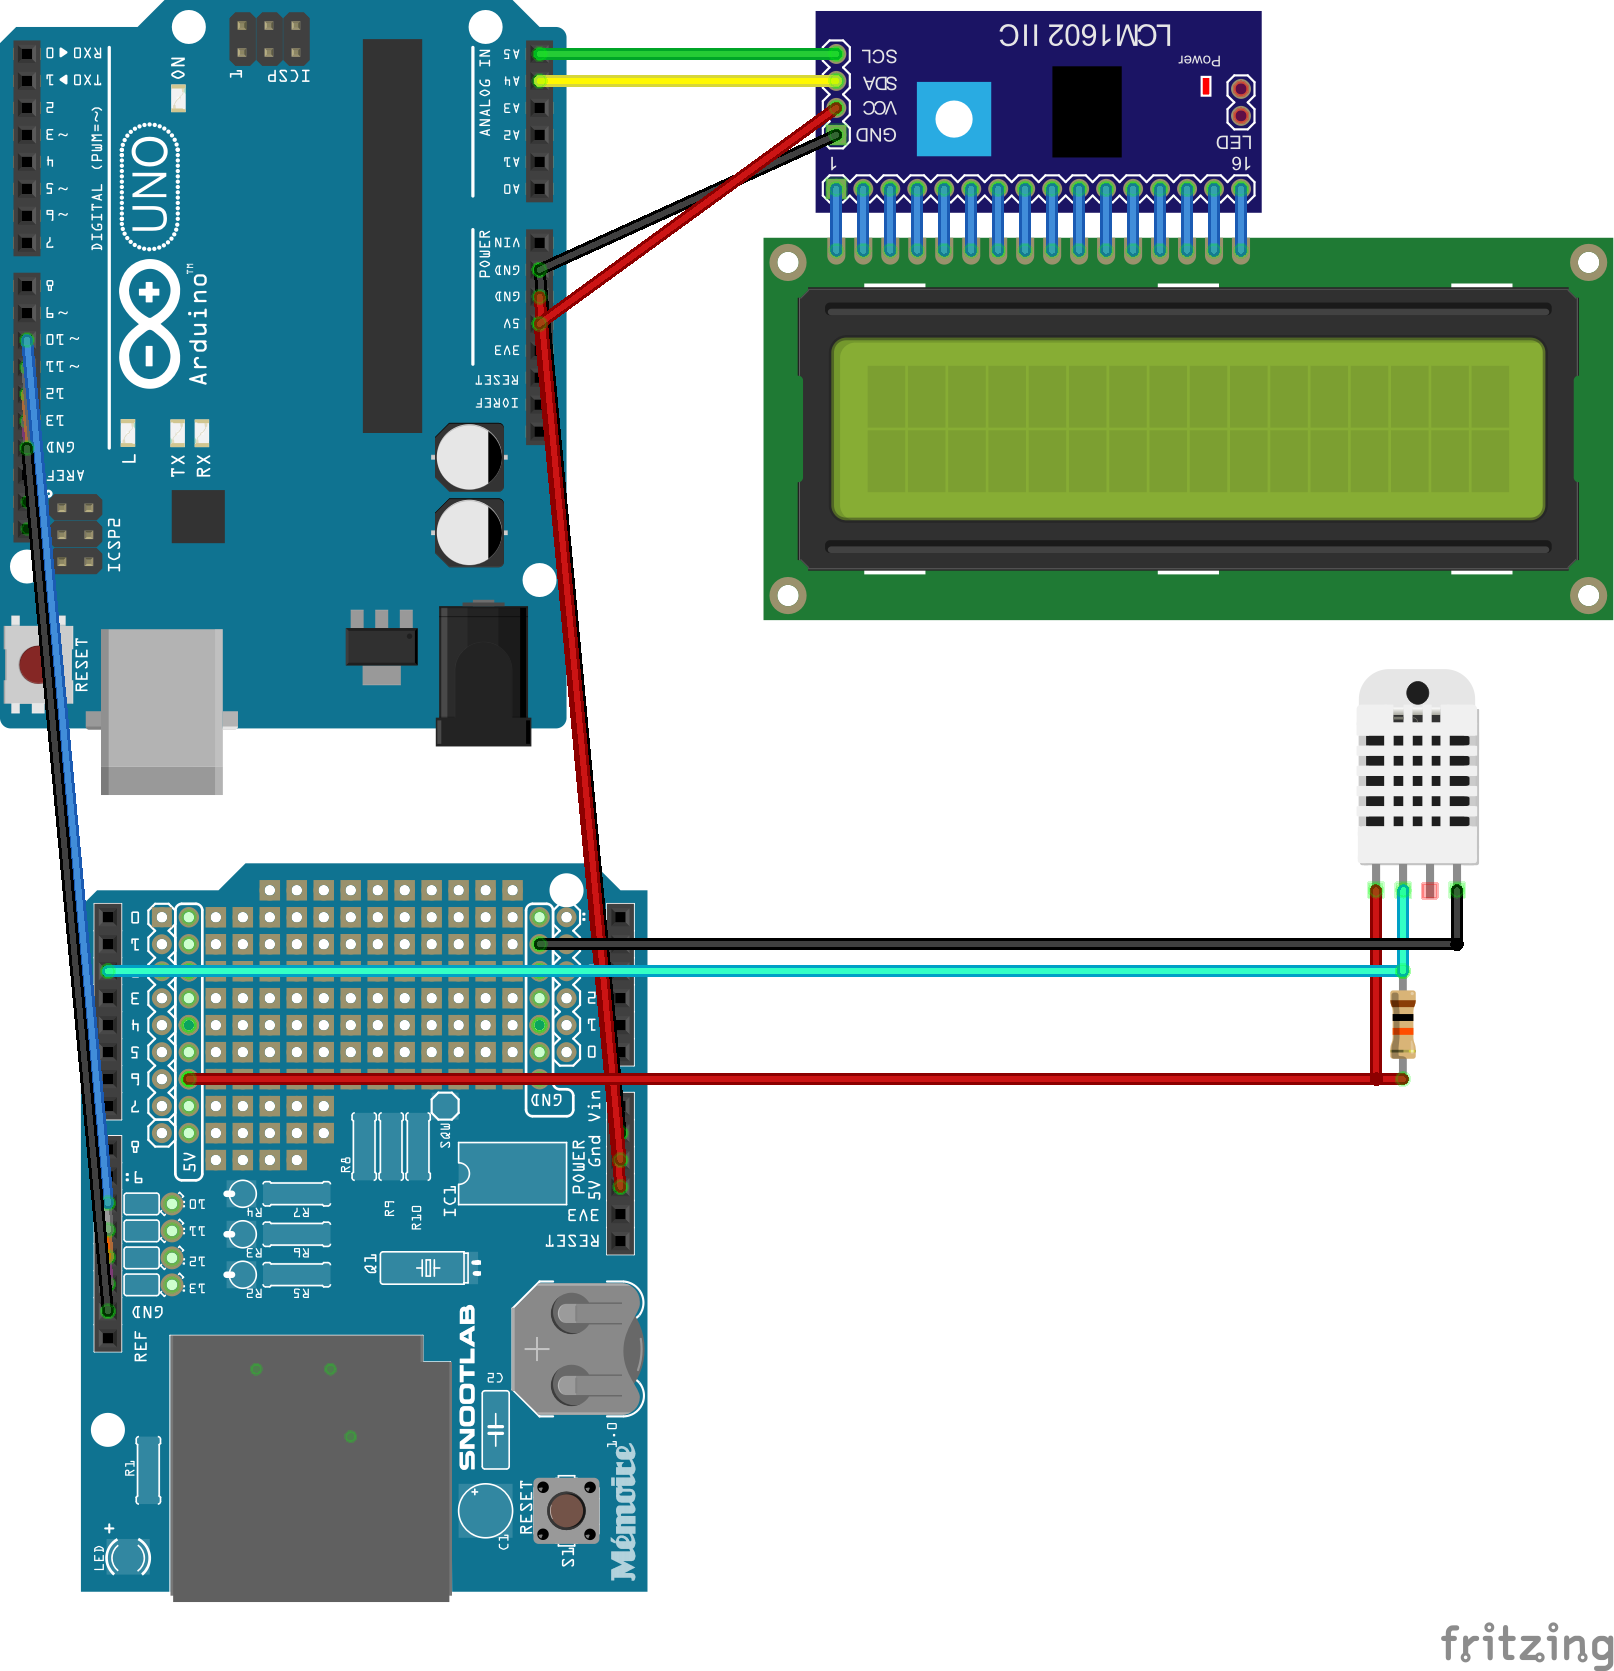 RXD ◀ 0
TXD ▶ 1
2
~3
4
~5
~6
7
8
~9
~10
~11
12
13
GND
AREF
DIGITAL (PWM=~)
ON
1
ICSP
UNO
Arduino™
L
TX
RX
ICSP2
RESET
ANALOG IN
A5
A4
A3
A2
A1
A0
POWER
VIN
GND
GND
5V
3V3
RESET
IOREF
LCM1602 IIC
SCL
SDA
VCC
GND
Power
LED
1
16
0
1
3
4
5
6
7
8
:9
:10
:11
:12
:13
GND
REF
5V
2
1
0
GND
Vin
Gnd
5V
POWER
3V3
RESET
SQW
R8
R9
R10
IC1
R4
R7
R3
R6
R2
R5
Q1
SNOOTLAB
C2
1.0
Mémoire
R1
LED
+
+
C1
RESET
S1
fritzing